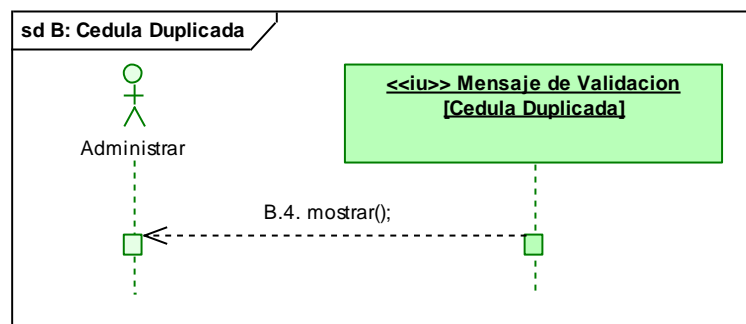 sd B: Cedula Duplicada
<<iu>> Mensaje de Validacion
[Cedula Duplicada]
Administrar
B.4. mostrar();